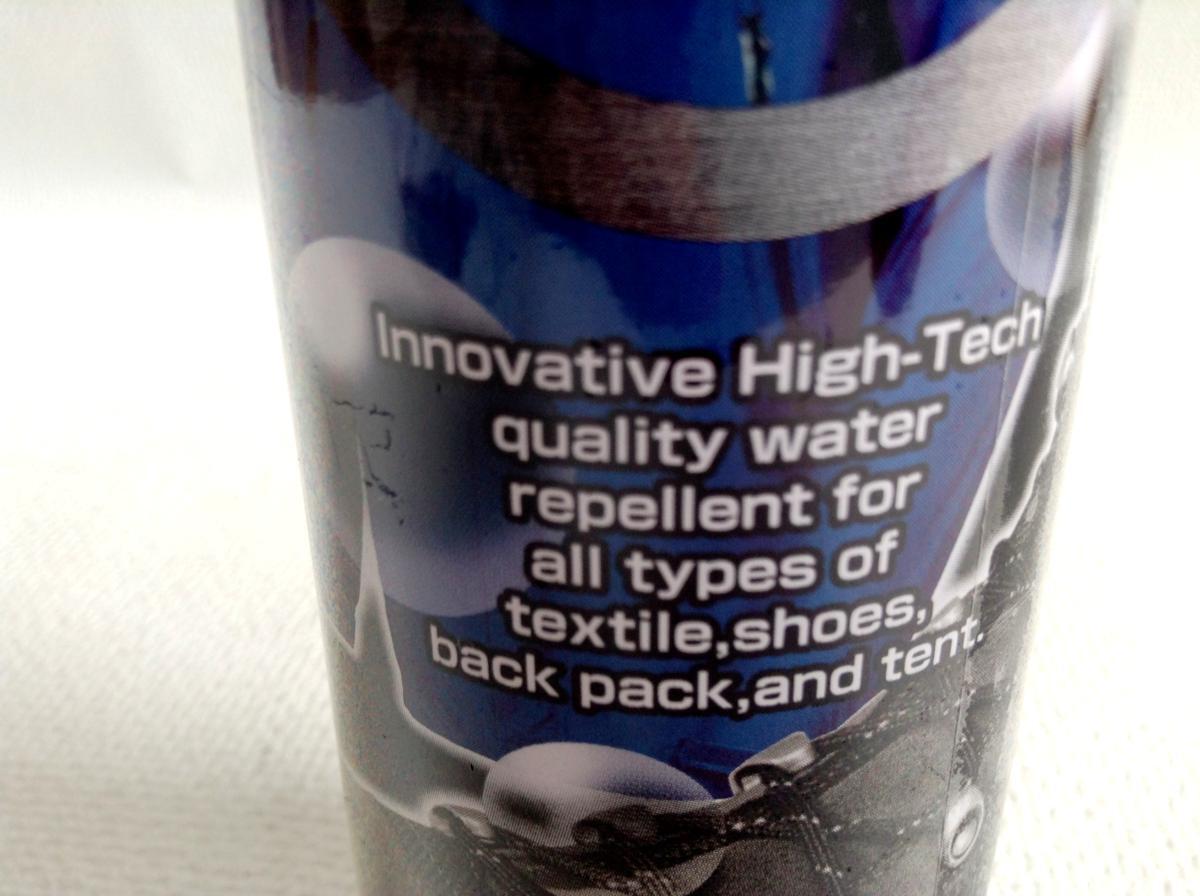 Innovative High-Tech
quality water
repellent for
all types of
textile,shoes,
back pack,and tent.